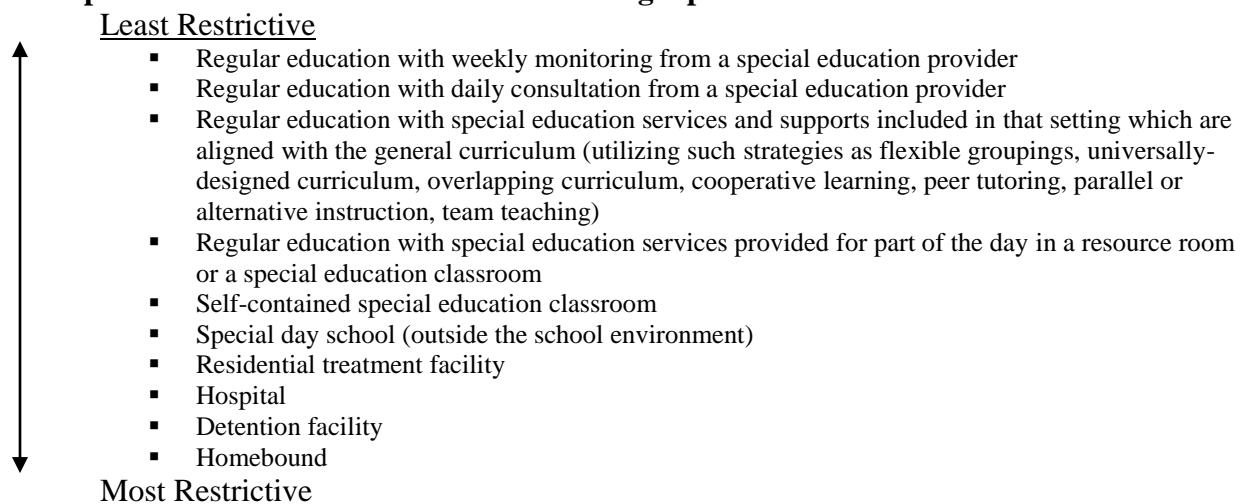 Least Restrictive
▪ Regular education with weekly monitoring from a special education provider
▪ Regular education with daily consultation from a special education provider
▪ Regular education with special education services and supports included in that setting which are
aligned with the general curriculum (utilizing such strategies as flexible groupings, universally-
designed curriculum, overlapping curriculum, cooperative learning, peer tutoring, parallel or
alternative instruction, team teaching)
▪ Regular education with special education services provided for part of the day in a resource room
or a special education classroom
▪ Self-contained special education classroom
▪ Special day school (outside the school environment)
▪ Residential treatment facility
▪ Hospital
▪ Detention facility
▪ Homebound
Most Restrictive